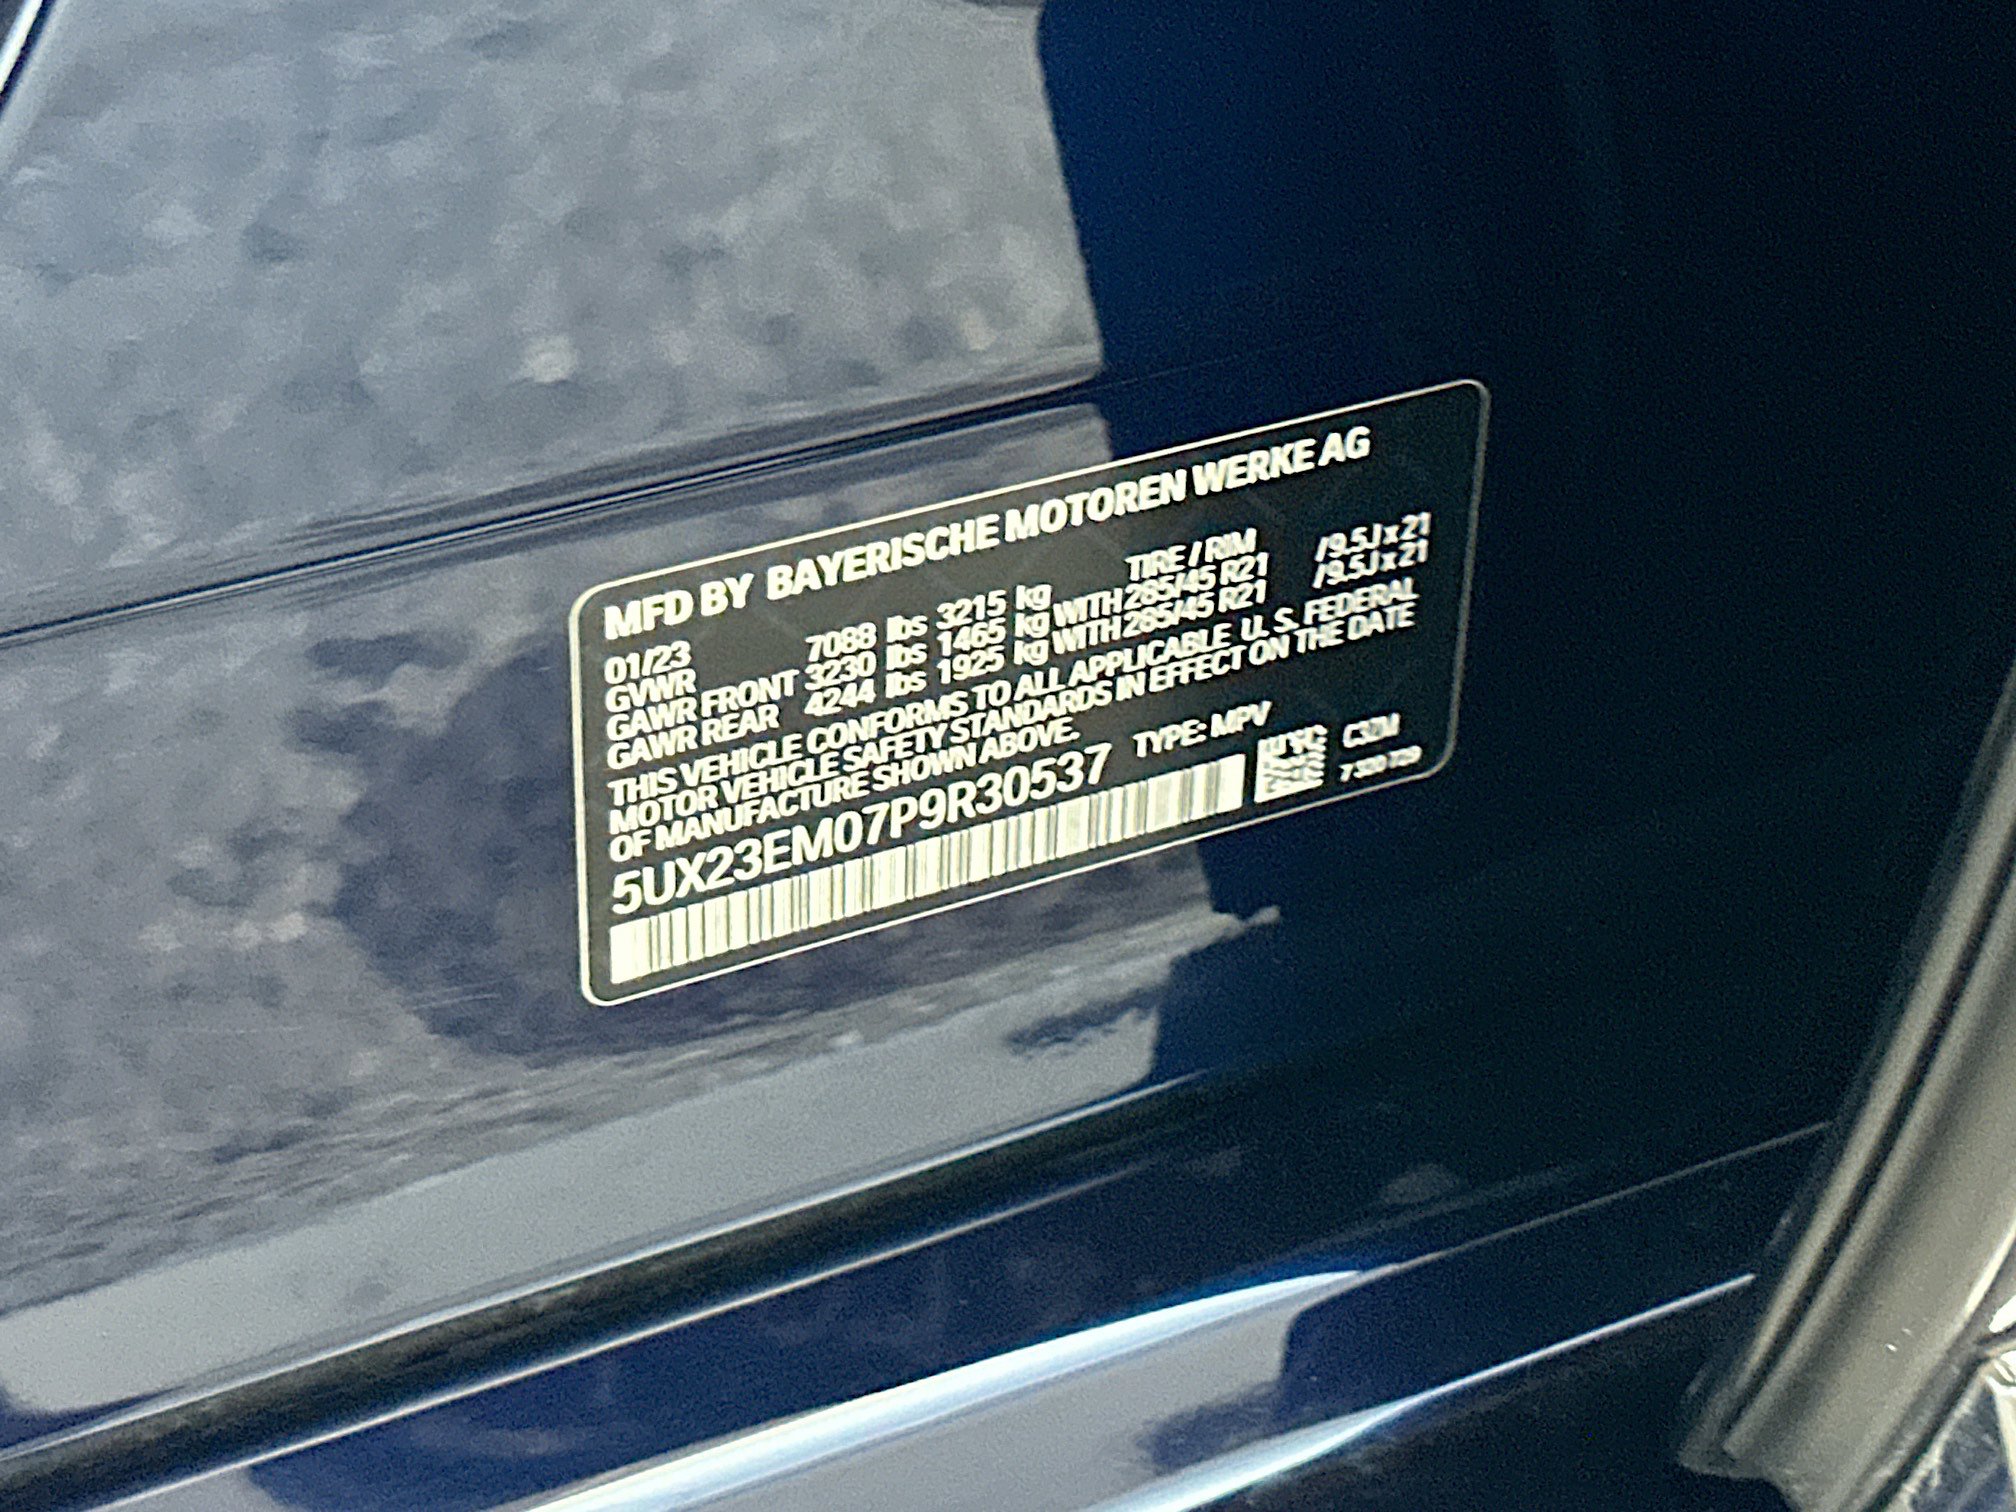 MFD BY BAYERISCHE MOTOREN WERKE AG
01/23
GVWR 7088 lbs 3215 kg TIRE / RIM
GAWR FRONT 3230 lbs 1465 kg WITH 285/45 R21 / 9.5J x 21
GAWR REAR 4244 lbs 1925 kg WITH 285/45 R21 / 9.5J x 21
THIS VEHICLE CONFORMS TO ALL APPLICABLE U. S. FEDERAL
MOTOR VEHICLE SAFETY STANDARDS IN EFFECT ON THE DATE
OF MANUFACTURE SHOWN ABOVE.
5UX23EM07P9R30537 TYPE: MPV
C3ZM